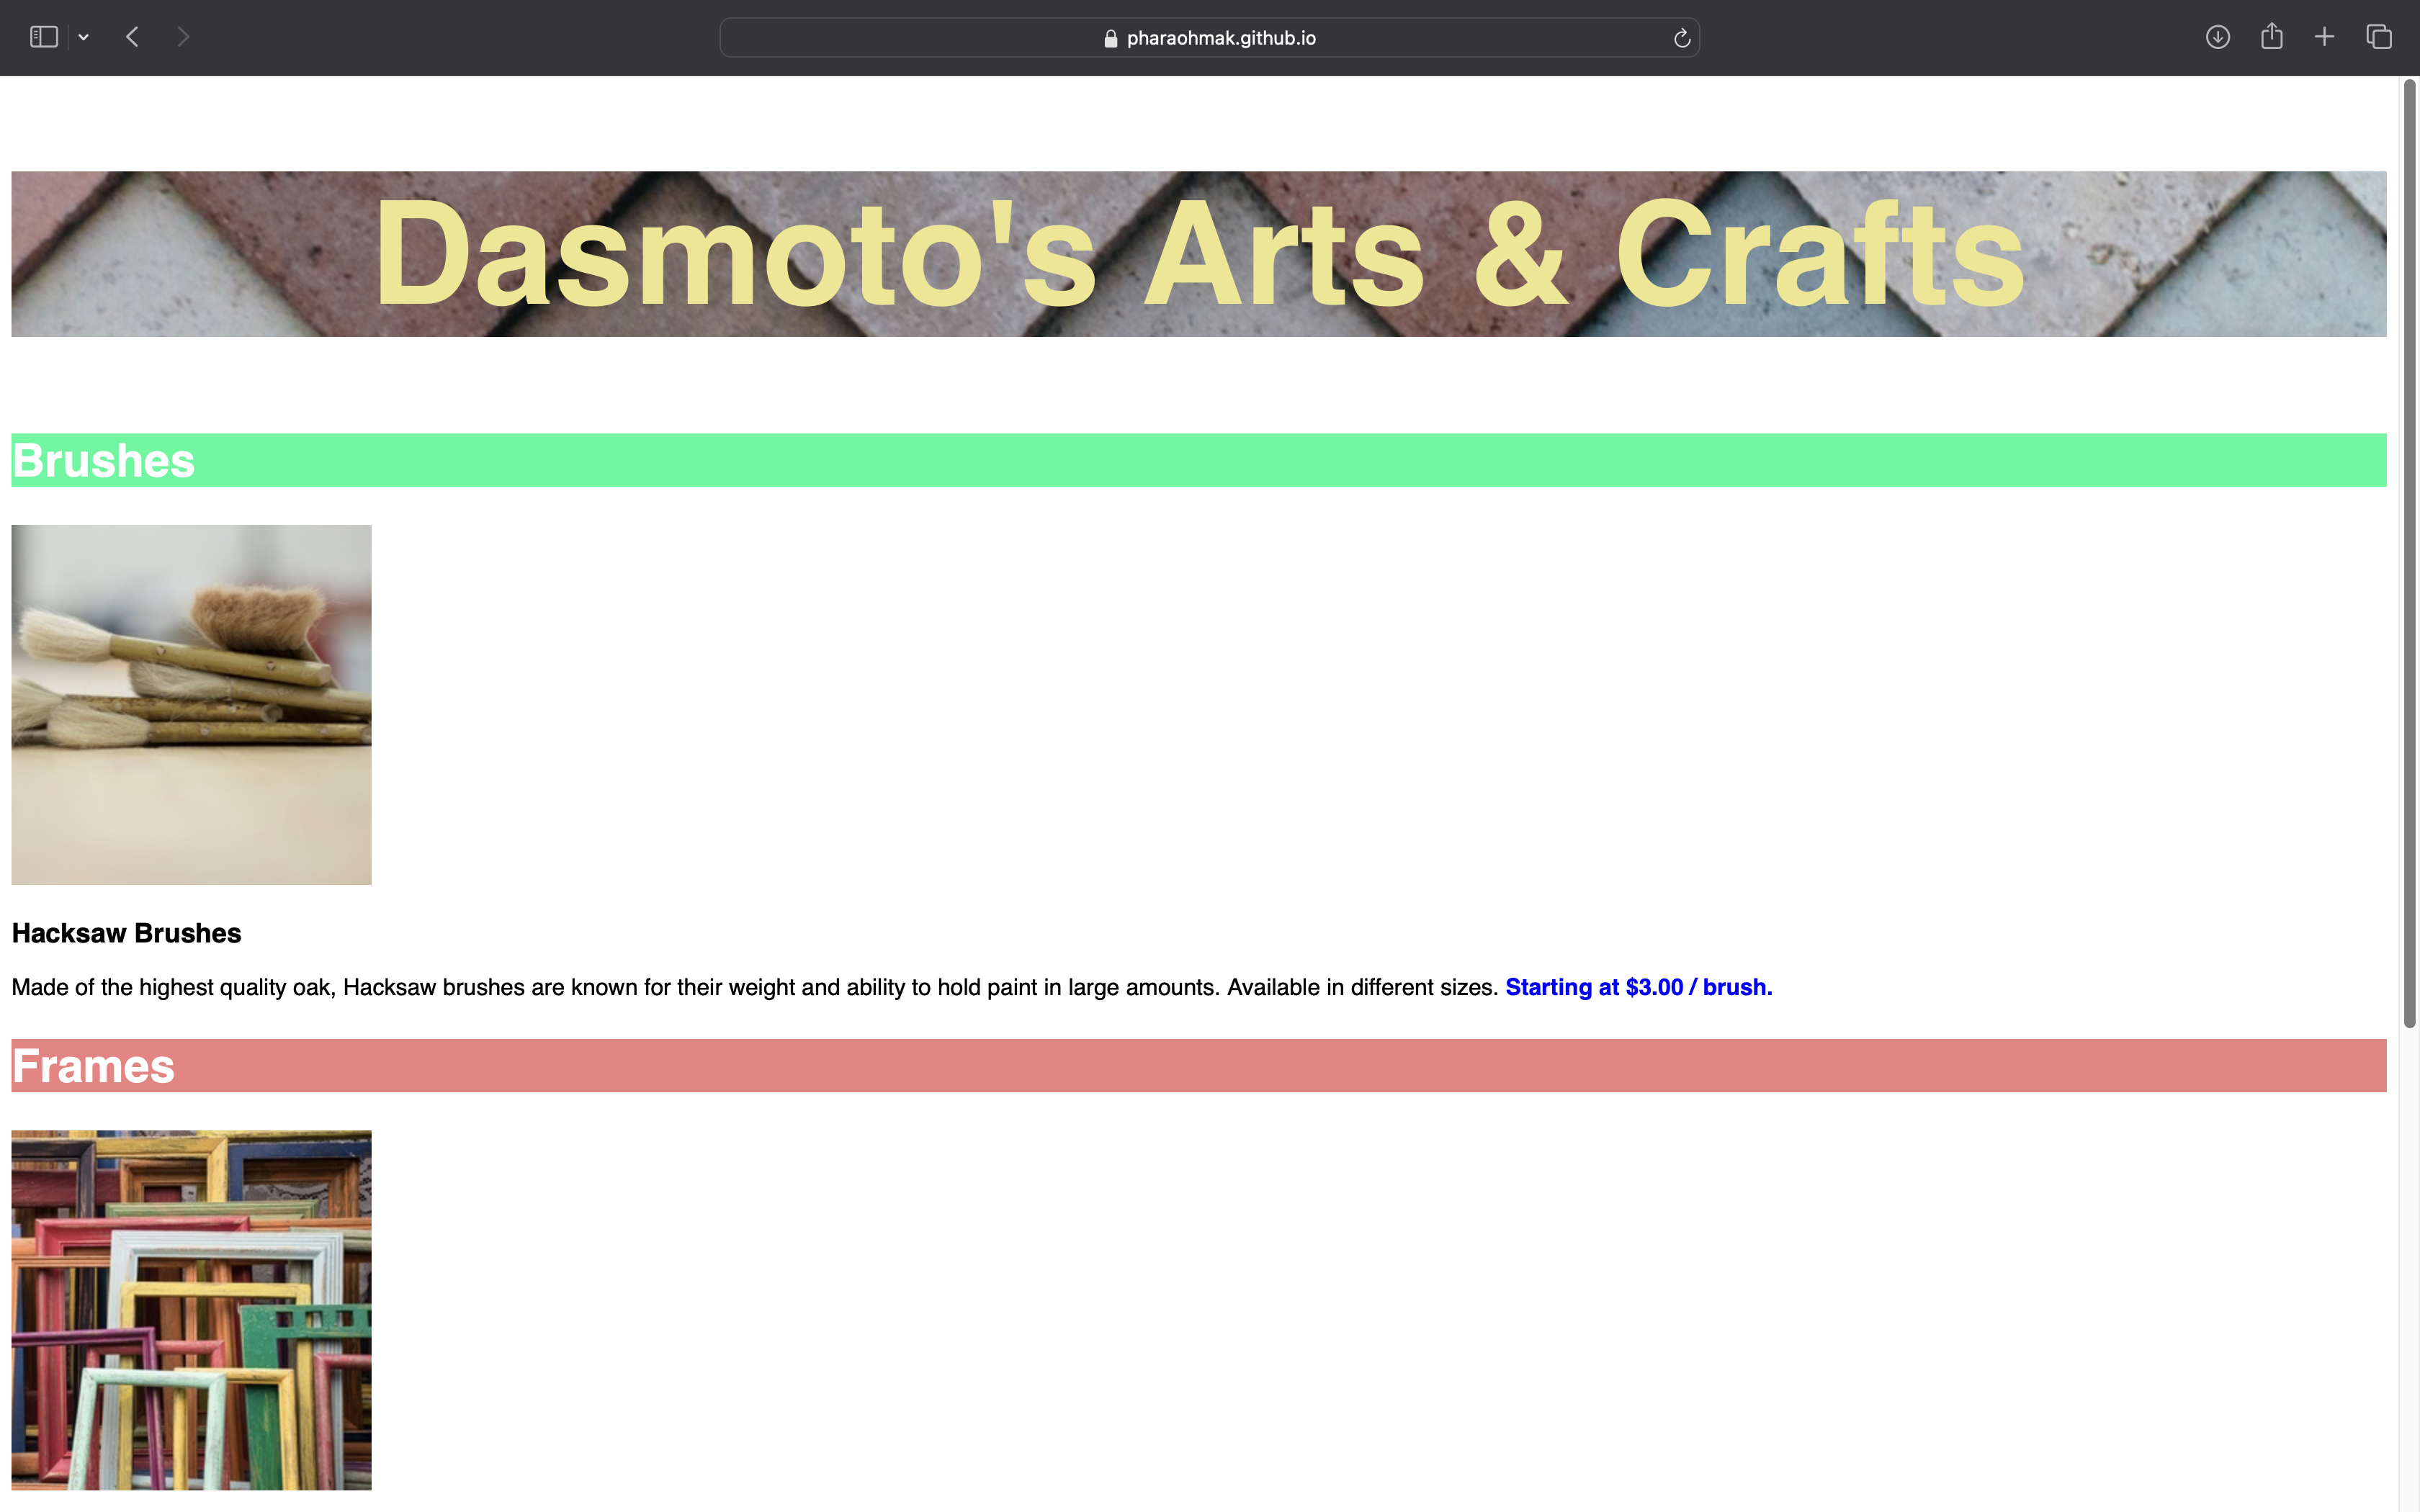 pharaohmak.github.io
Dasmoto's Arts & Crafts
Brushes
Hacksaw Brushes
Made of the highest quality oak, Hacksaw brushes are known for their weight and ability to hold paint in large amounts. Available in different sizes. Starting at $3.00 / brush.
Frames